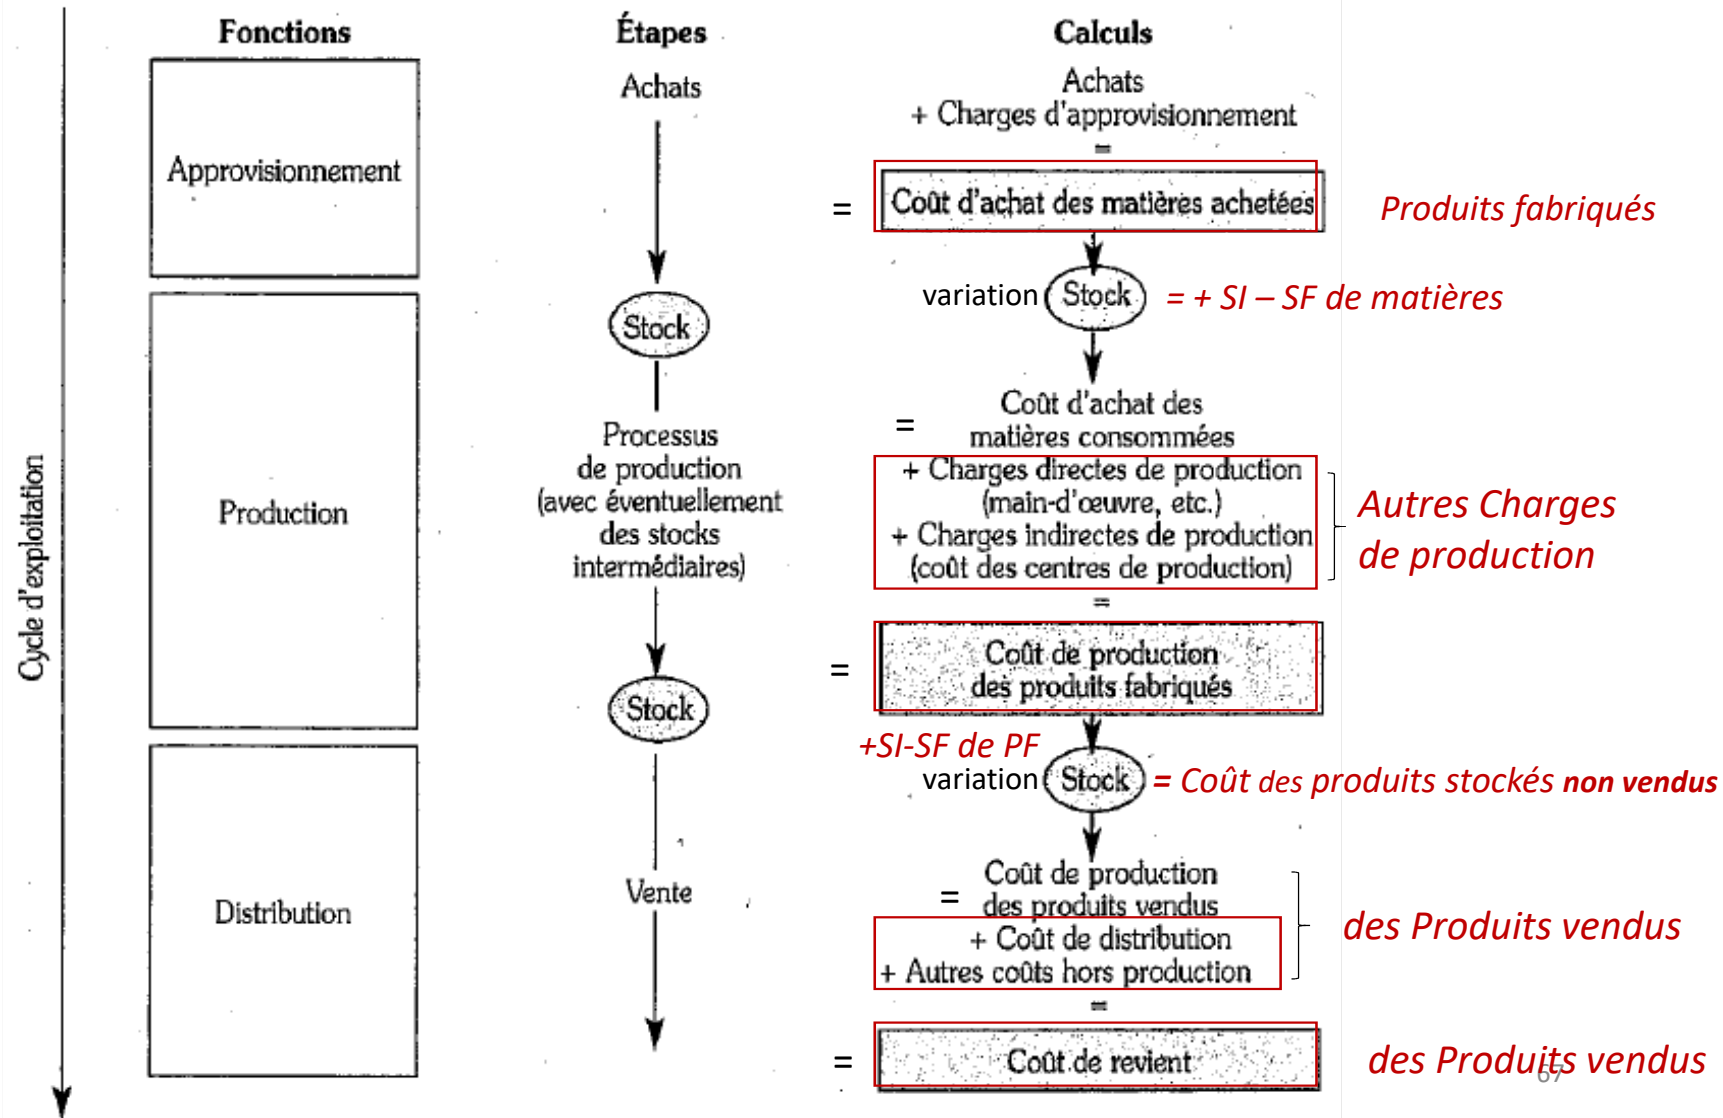 Fonctions
Étapes
Calculs
Cycle d'exploitation
Approvisionnement
Production
Distribution
Achats
Stock
Processus
de production
(avec éventuellement
des stocks
intermédiaires)
Stock
Vente
Achats
+ Charges d'approvisionnement
=
= Coût d'achat des matières achetées Produits fabriqués
variation Stock = + SI – SF de matières
= Coût d'achat des
matières consommées
+ Charges directes de production
(main-d'œuvre, etc.)
+ Charges indirectes de production
(coût des centres de production)
Autres Charges
de production
=
= Coût de production
des produits fabriqués
+SI-SF de PF
variation Stock = Coût des produits stockés non vendus
= Coût de production
des produits vendus
+ Coût de distribution
+ Autres coûts hors production
des Produits vendus
=
= Coût de revient des Produits vendus
67